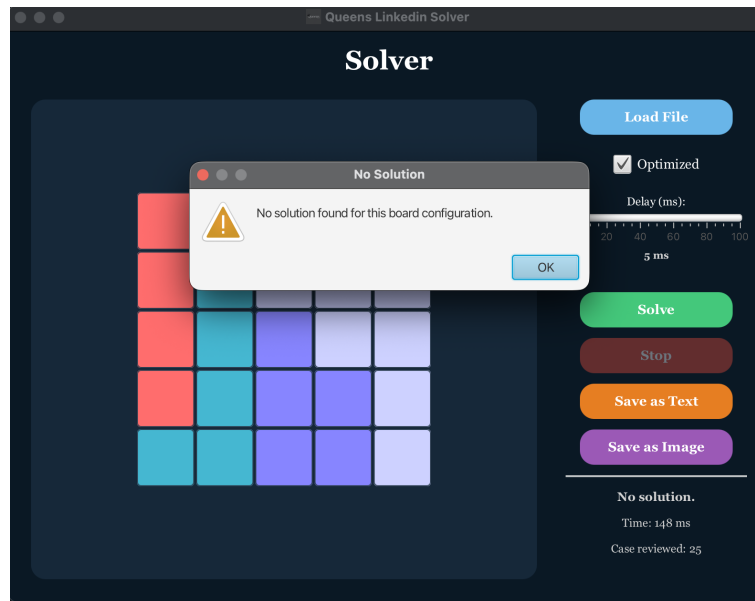 Queens Linkedin Solver
Solver
Load File
Optimized
No Solution
No solution found for this board configuration.
OK
Delay (ms):
20 40 60 80 100
5 ms
Solve
Stop
Save as Text
Save as Image
No solution.
Time: 148 ms
Case reviewed: 25